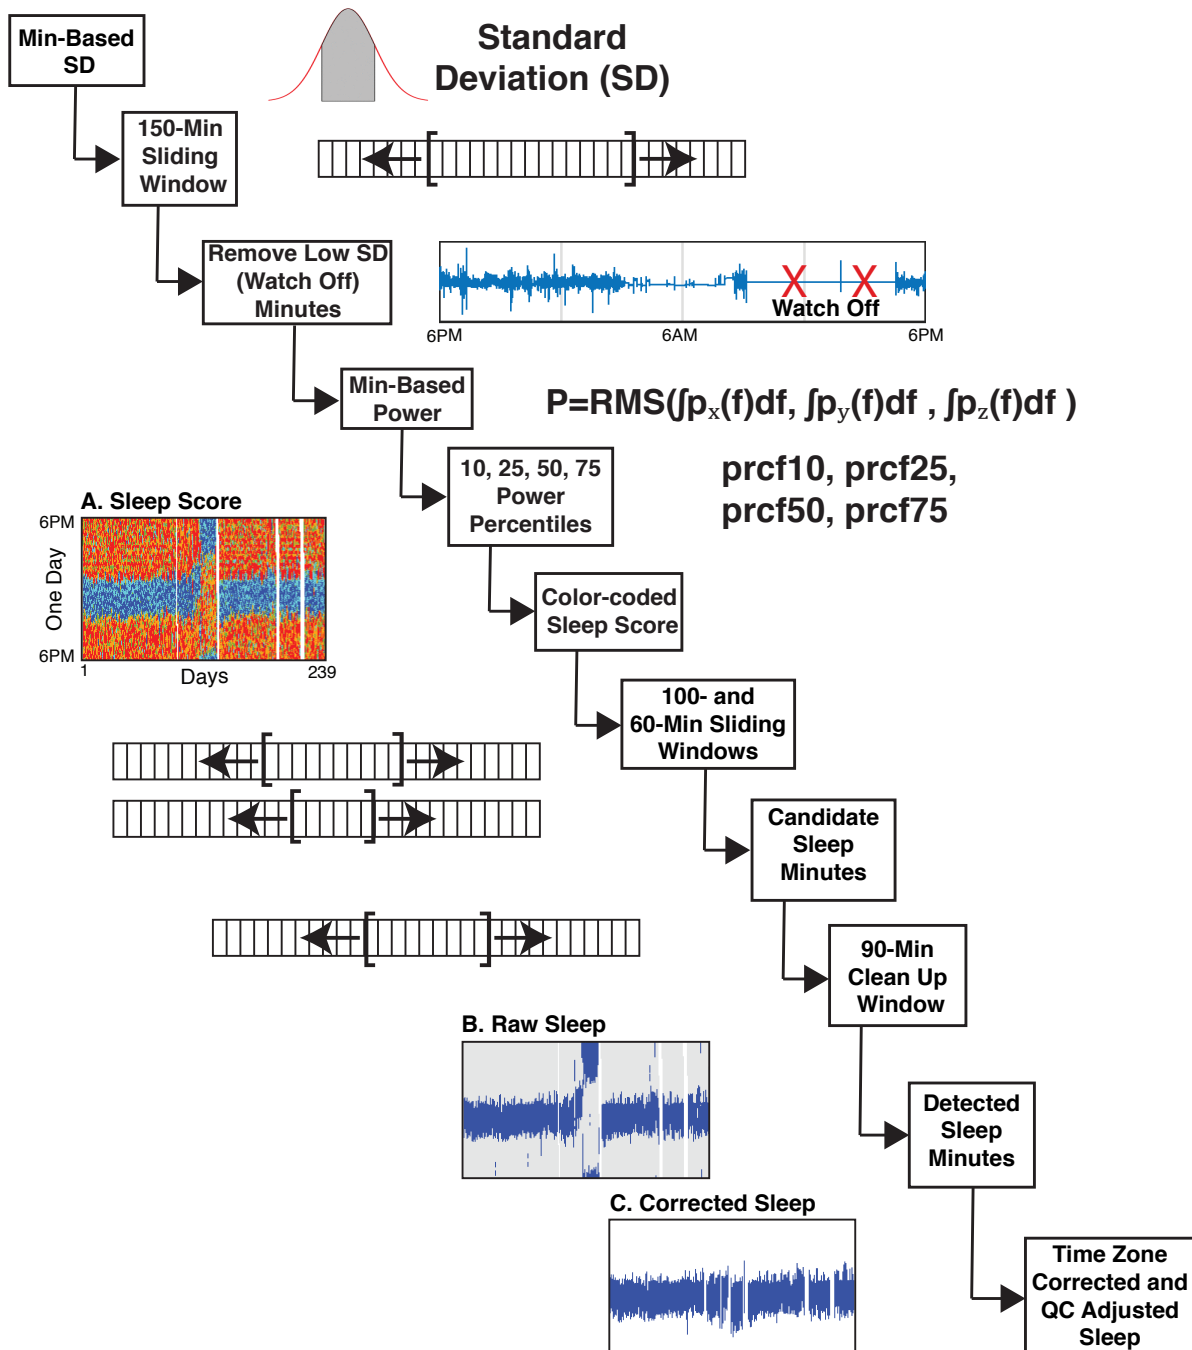 Min-Based
SD
Standard
Deviation (SD)
150-Min
Sliding
Window
Remove Low SD
(Watch Off)
Minutes
Watch Off
6PM
6AM
6PM
Min-Based
Power
P=RMS(∫px(f)df, ∫py(f)df , ∫pz(f)df )
10, 25, 50, 75
Power
Percentiles
prcf10, prcf25,
prcf50, prcf75
A. Sleep Score
6PM
One Day
6PM
1
Days
239
Color-coded
Sleep Score
100- and
60-Min Sliding
Windows
Candidate
Sleep
Minutes
90-Min
Clean Up
Window
B. Raw Sleep
Detected
Sleep
Minutes
C. Corrected Sleep
Time Zone
Corrected and
QC Adjusted
Sleep